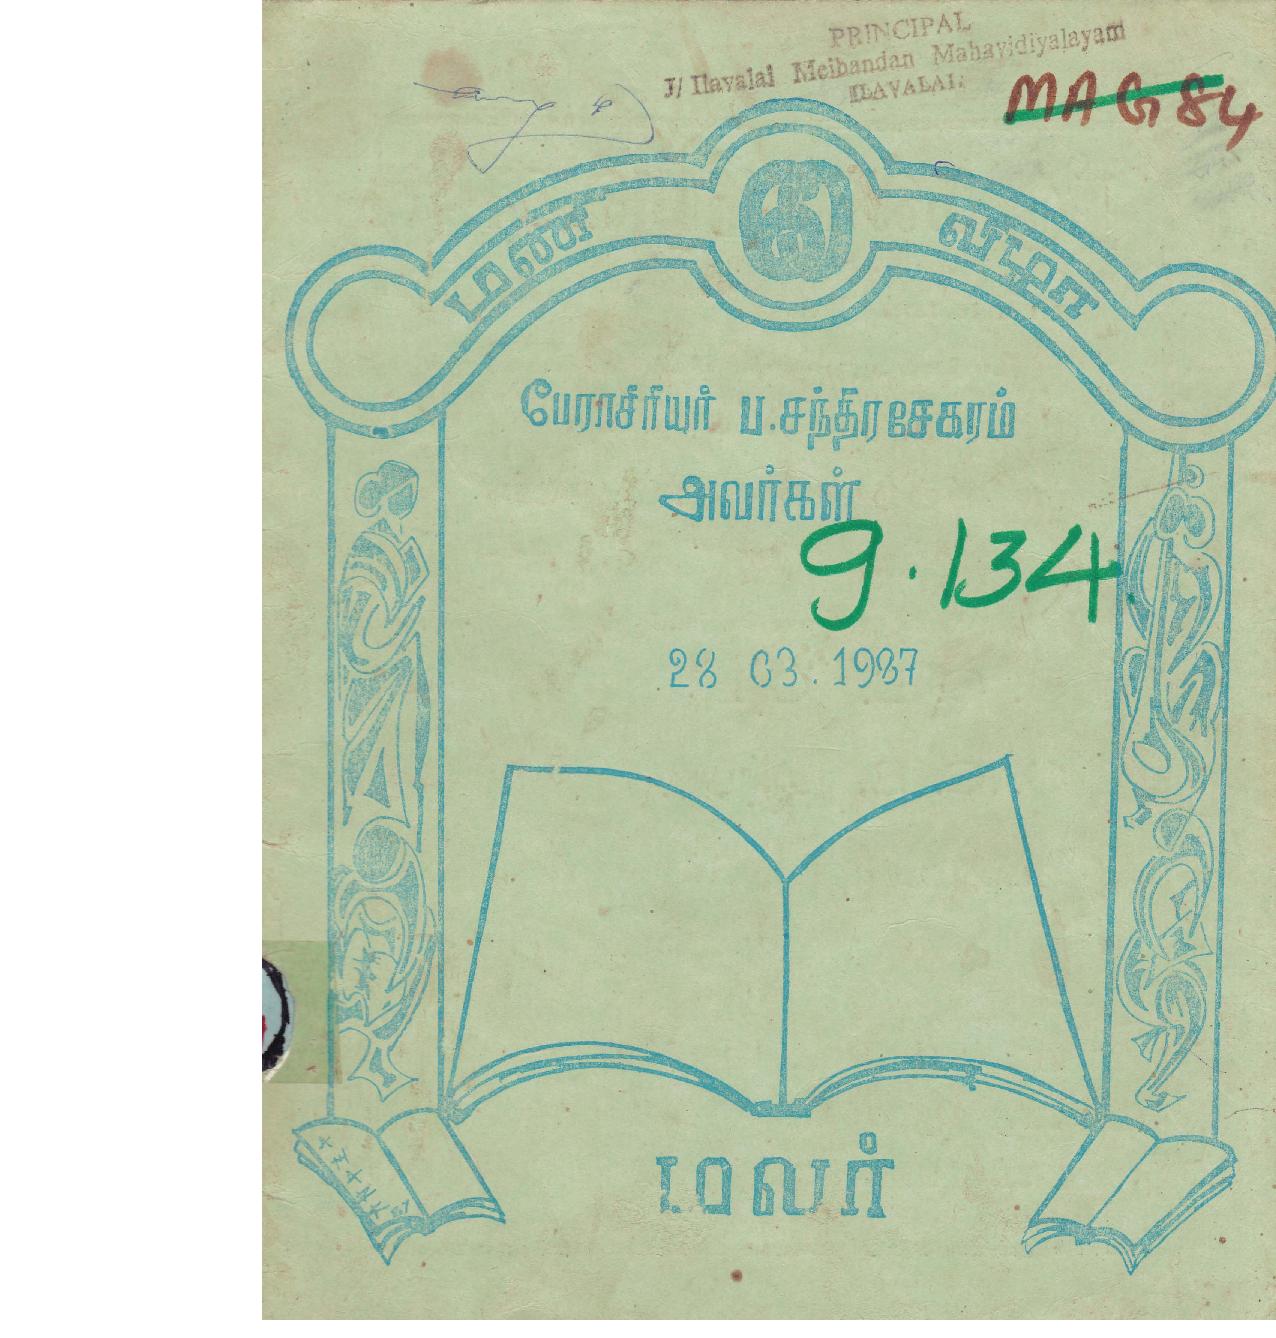 PRINCIPAL
J/ Ilavalai Meihandan Mahavidiyalayam
ILAVALAI.
MAG 84
மணி விழா
பேராசிரியர் ப.சந்திரசேகரம்
அவர்கள்
9.134
28 03.1987
மலர்